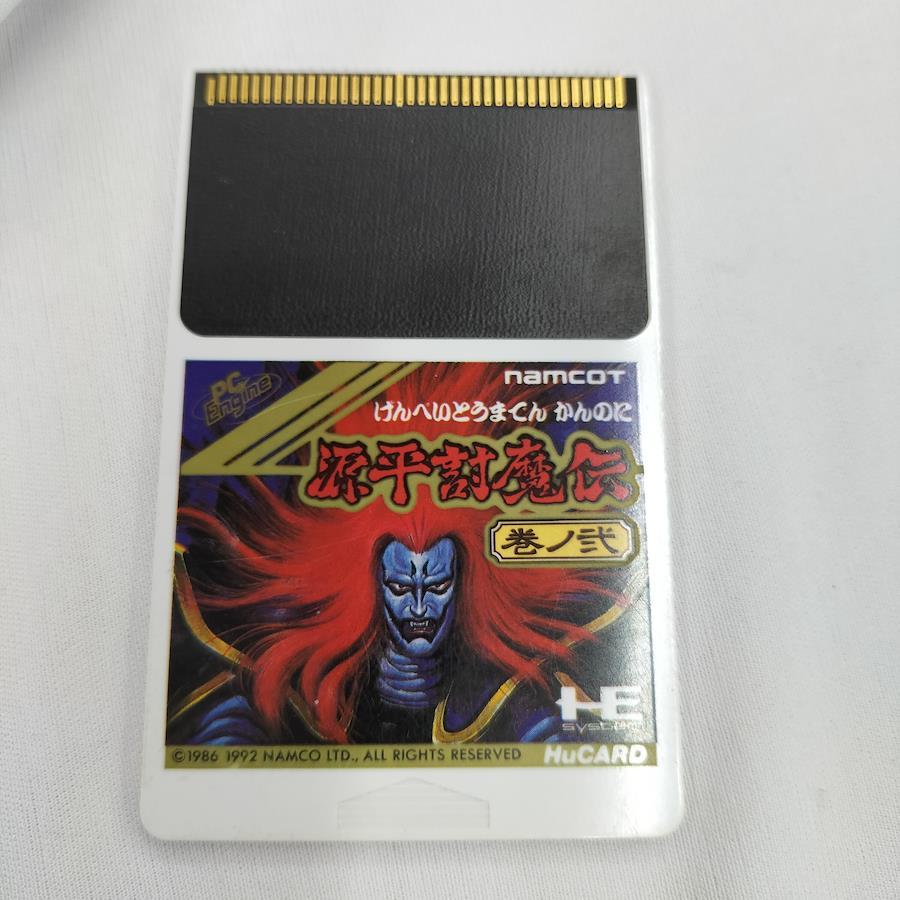 PC Engine
namcoT
げんぺいとうまでん かんのに
源平討魔伝
巻ノ弐
HE
system
©1986 1992 NAMCO LTD., ALL RIGHTS RESERVED
HuCARD